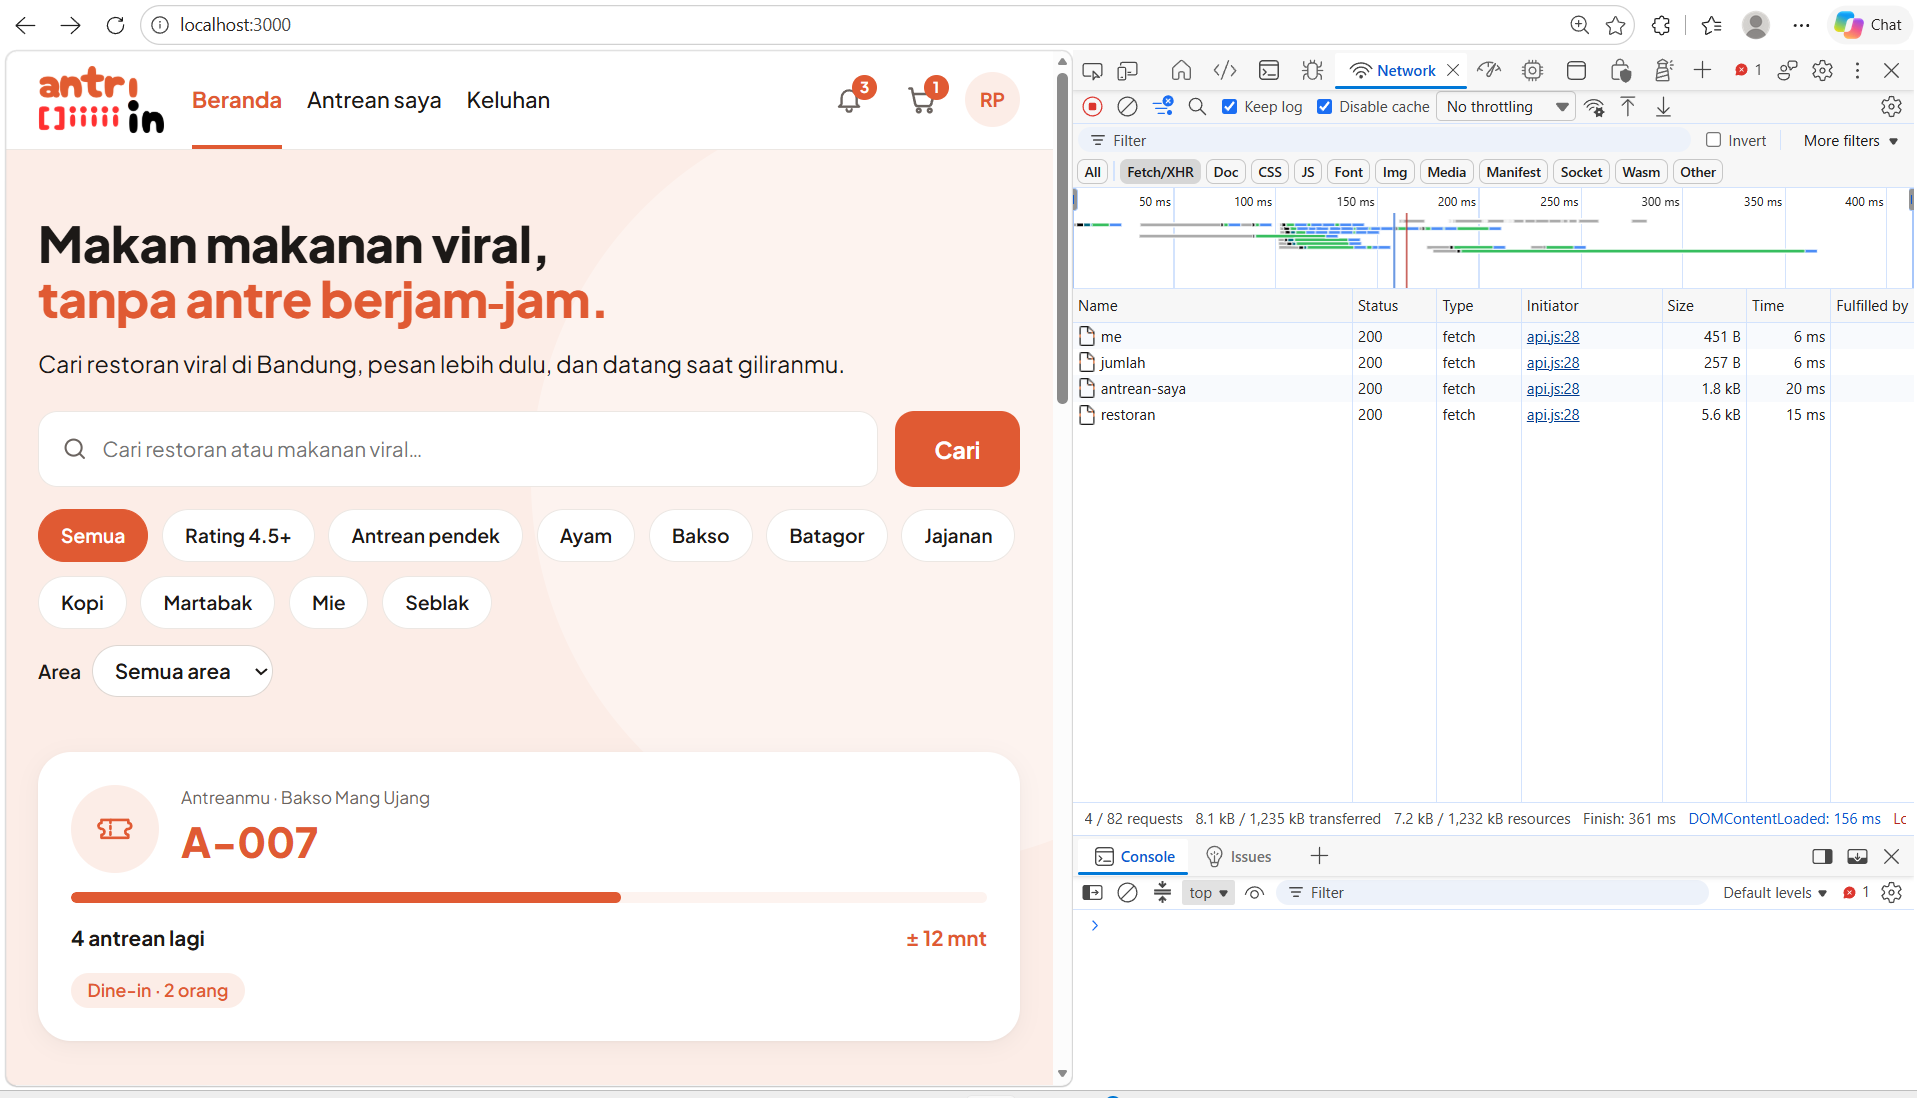 localhost:3000
Chat
antri
in
Beranda
Antrean saya
Keluhan
3
1
RP
Makan makanan viral,
tanpa antre berjam-jam.
Cari restoran viral di Bandung, pesan lebih dulu, dan datang saat giliranmu.
Cari restoran atau makanan viral...
Cari
Semua
Rating 4.5+
Antrean pendek
Ayam
Bakso
Batagor
Jajanan
Kopi
Martabak
Mie
Seblak
Area
Semua area
Antreanmu · Bakso Mang Ujang
A-007
4 antrean lagi
± 12 mnt
Dine-in · 2 orang
Network
1
Keep log
Disable cache
No throttling
Filter
Invert
More filters
All
Fetch/XHR
Doc
CSS
JS
Font
Img
Media
Manifest
Socket
Wasm
Other
50 ms
100 ms
150 ms
200 ms
250 ms
300 ms
350 ms
400 ms
Name Status Type Initiator Size Time Fulfilled by
me 200 fetch api.js:28 451 B 6 ms
jumlah 200 fetch api.js:28 257 B 6 ms
antrean-saya 200 fetch api.js:28 1.8 kB 20 ms
restoran 200 fetch api.js:28 5.6 kB 15 ms
4 / 82 requests 8.1 kB / 1,235 kB transferred 7.2 kB / 1,232 kB resources Finish: 361 ms DOMContentLoaded: 156 ms
Console
Issues
top
Filter
Default levels
1